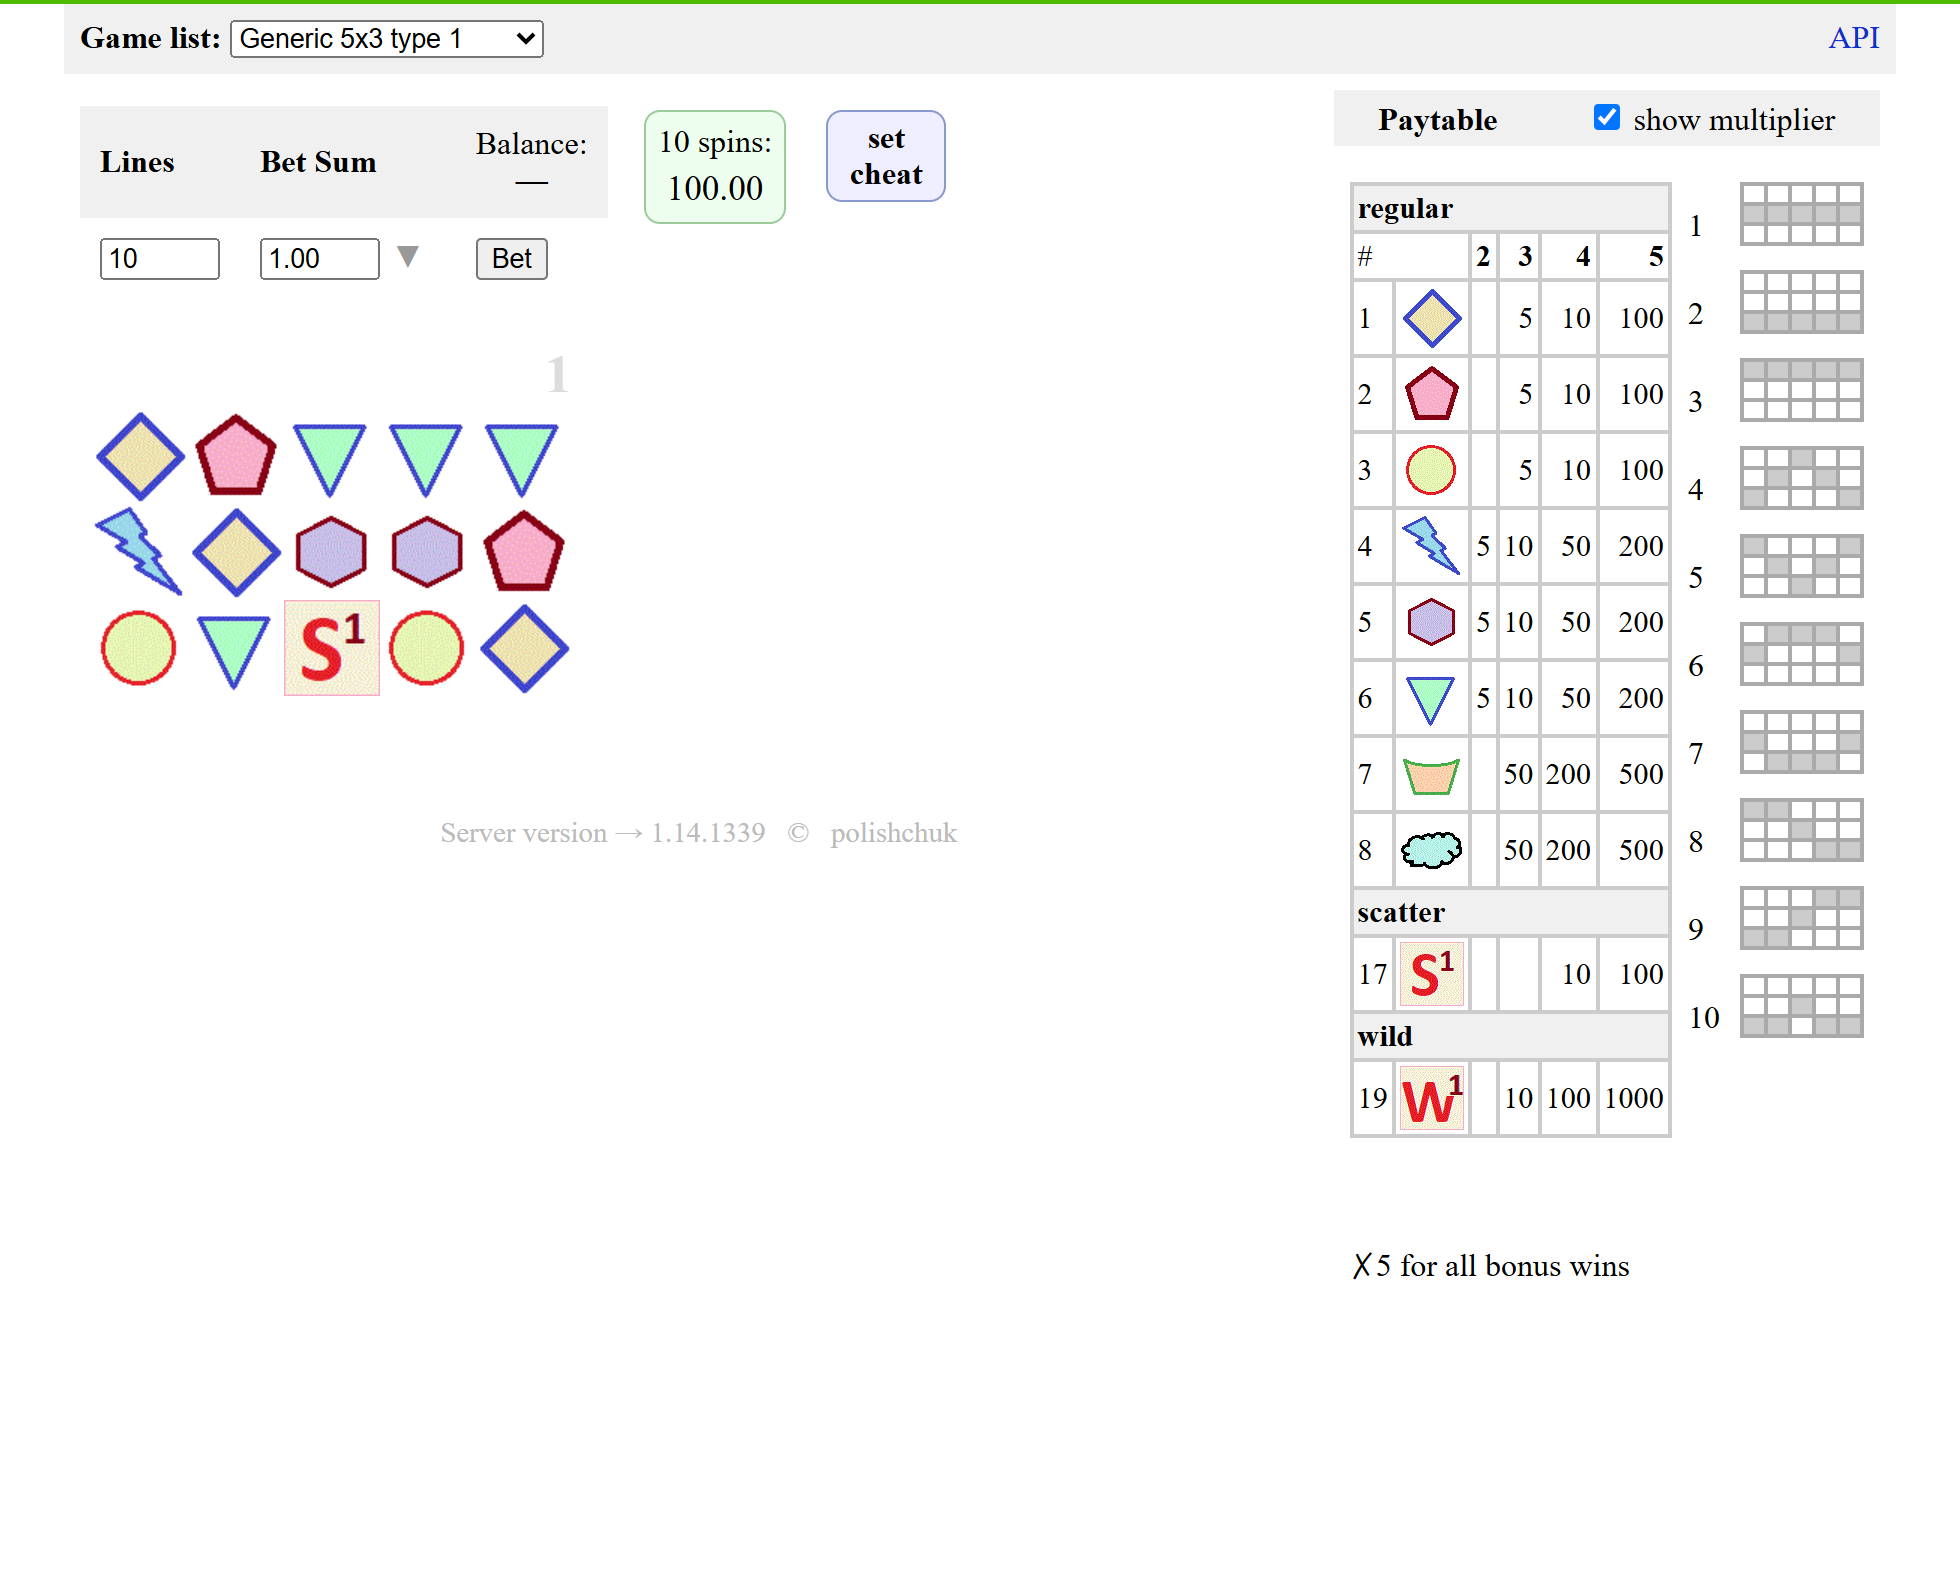 Game list: Generic 5x3 type 1 API
Lines Bet Sum Balance: —
10 1.00 ▼ Bet
10 spins:
100.00
set
cheat
1
S1
Server version → 1.14.1339 © polishchuk
Paytable show multiplier
regular
# 2 3 4 5
1 5 10 100
2 5 10 100
3 5 10 100
4 5 10 50 200
5 5 10 50 200
6 5 10 50 200
7 50 200 500
8 50 200 500
scatter
17 S1 10 100
wild
19 W1 10 100 1000
1
2
3
4
5
6
7
8
9
10
X5 for all bonus wins